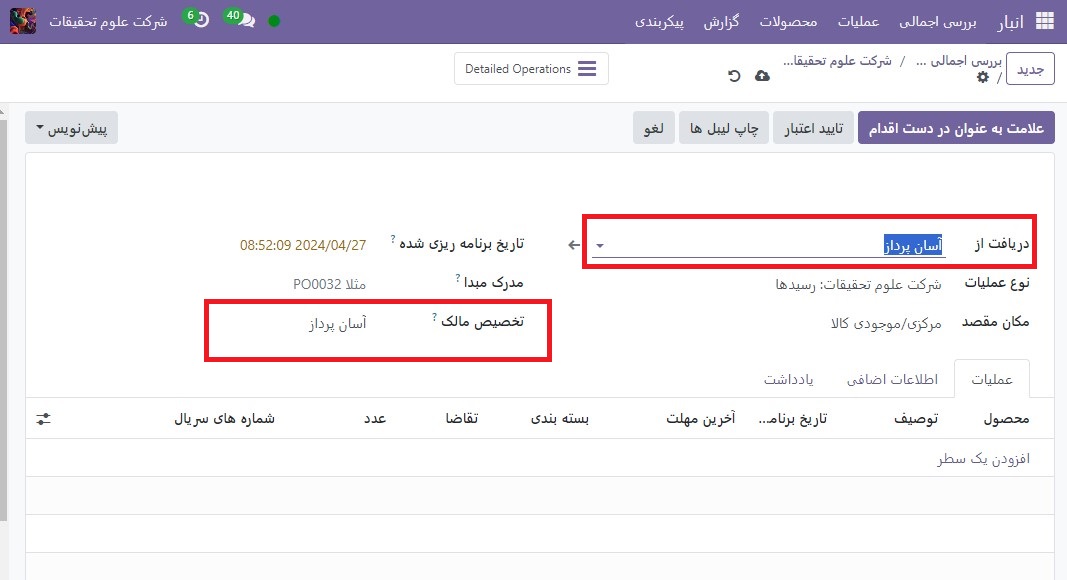 انبار بررسی اجمالی عملیات محصولات گزارش پیکربندی 40 6 شرکت علوم تحقیقات
جدید بررسی اجمالی ... / شرکت علوم تحقیقا...
/
Detailed Operations
علامت به عنوان در دست اقدام تایید اعتبار چاپ لیبل ها لغو پیش‌نویس
دریافت از آسان پرداز
تاریخ برنامه ریزی شده ? 2024/04/27 08:52:09
نوع عملیات شرکت علوم تحقیقات: رسیدها
مدرک مبدا ? مثلا PO0032
مکان مقصد مرکزی/موجودی کالا
تخصیص مالک ? آسان پرداز
عملیات اطلاعات اضافی یادداشت
محصول توصیف تاریخ برنامه... آخرین مهلت بسته بندی تقاضا عدد شماره های سریال
افزودن یک سطر